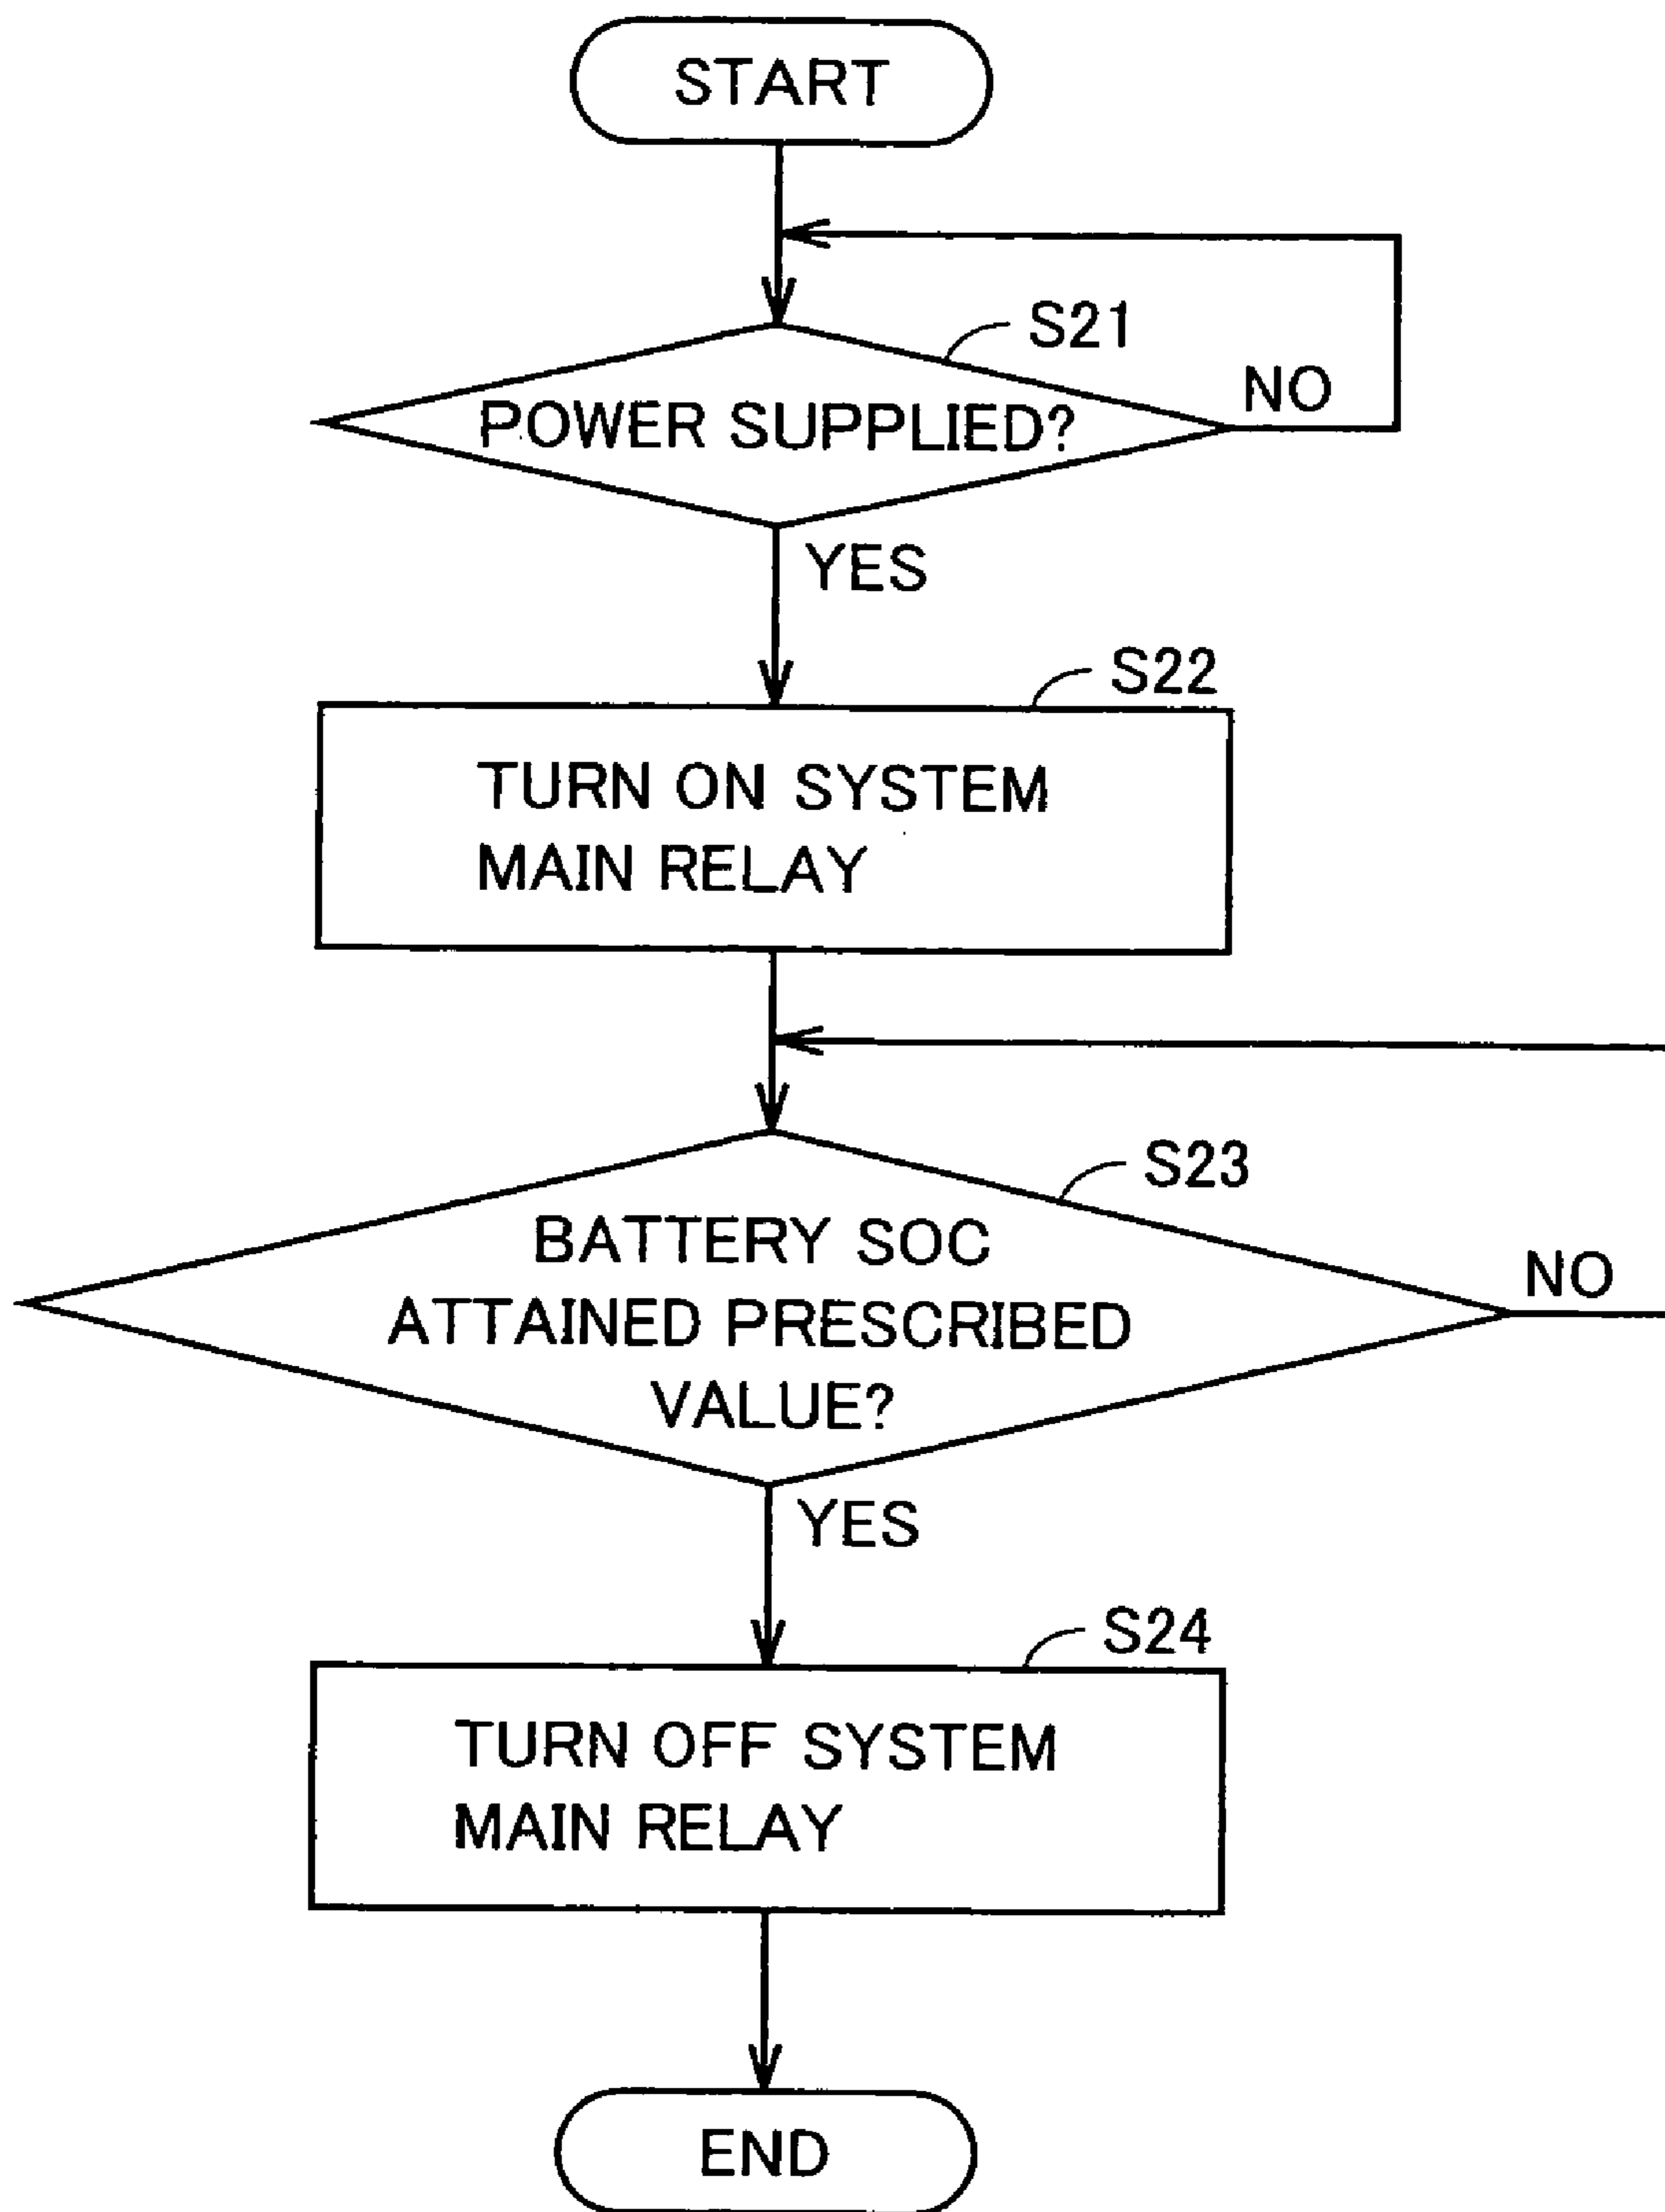 START
S21
NO
POWER SUPPLIED?
YES
S22
TURN ON SYSTEM
MAIN RELAY
S23
BATTERY SOC
NO
ATTAINED PRESCRIBED
VALUE?
YES
S24
TURN OFF SYSTEM
MAIN RELAY
END